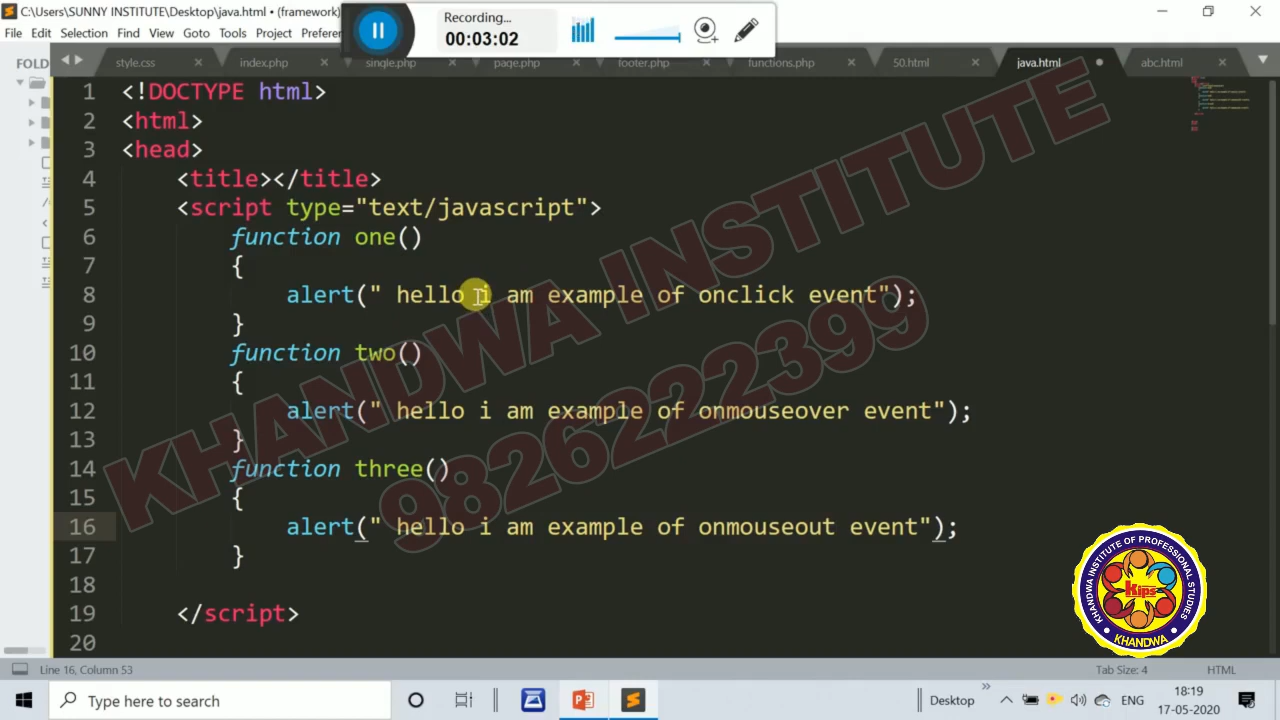 C:\Users\SUNNY INSTITUTE\Desktop\java.html • (framework)
Recording...
00:03:02
File Edit Selection Find View Goto Tools Project Preferen
FOLD
style.css index.php single.php page.php footer.php functions.php 50.html java.html abc.html
1 <!DOCTYPE html>
2 <html>
3 <head>
4 <title></title>
5 <script type="text/javascript">
6 function one()
7 {
8 alert(" hello i am example of onclick event");
9 }
10 function two()
11 {
12 alert(" hello i am example of onmouseover event");
13 }
14 function three()
15 {
16 alert(" hello i am example of onmouseout event");
17 }
18
19 </script>
20
KHANDWA INSTITUTE
9826222399
KHANDWA INSTITUTE OF PROFESSIONAL STUDIES
Kips
KHANDWA
Line 16, Column 53 Tab Size: 4 HTML
Type here to search
Desktop
ENG
18:19
17-05-2020